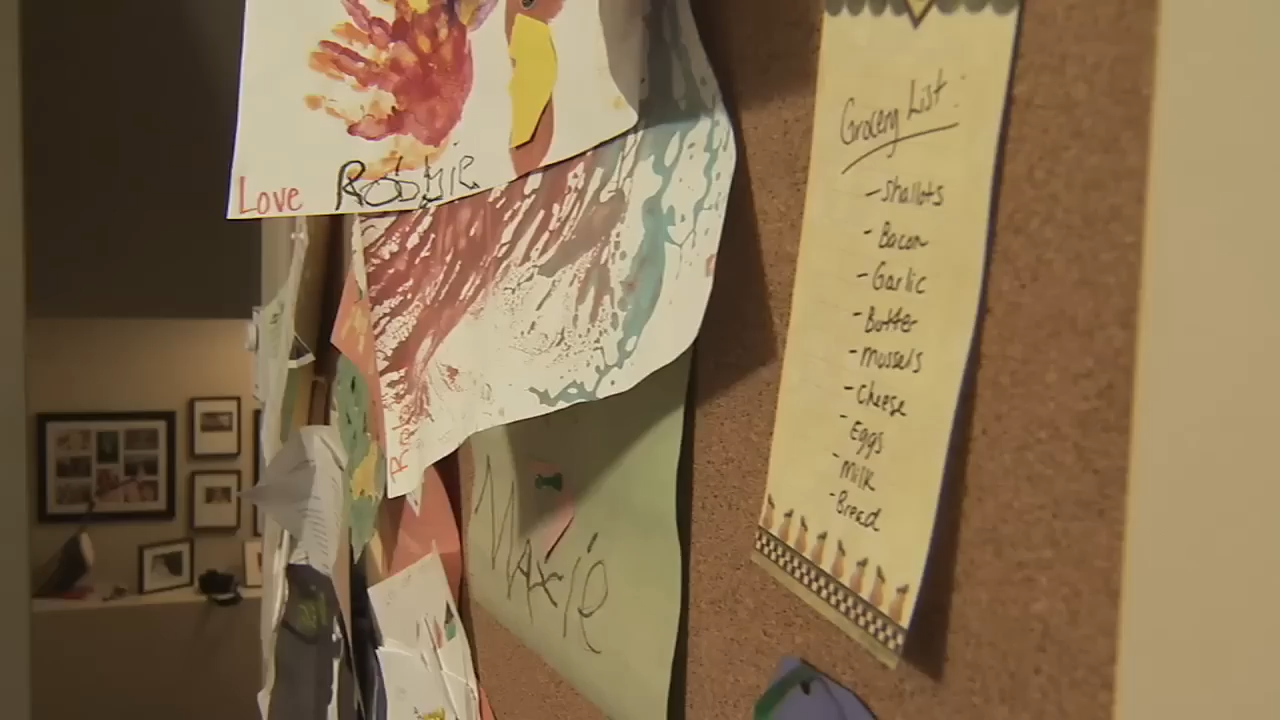 Love Robbie
Maxie
Grocery List:
-Shallots
-Bacon
-Garlic
-Butter
-Mussels
-Cheese
-Eggs
-Milk
-Bread